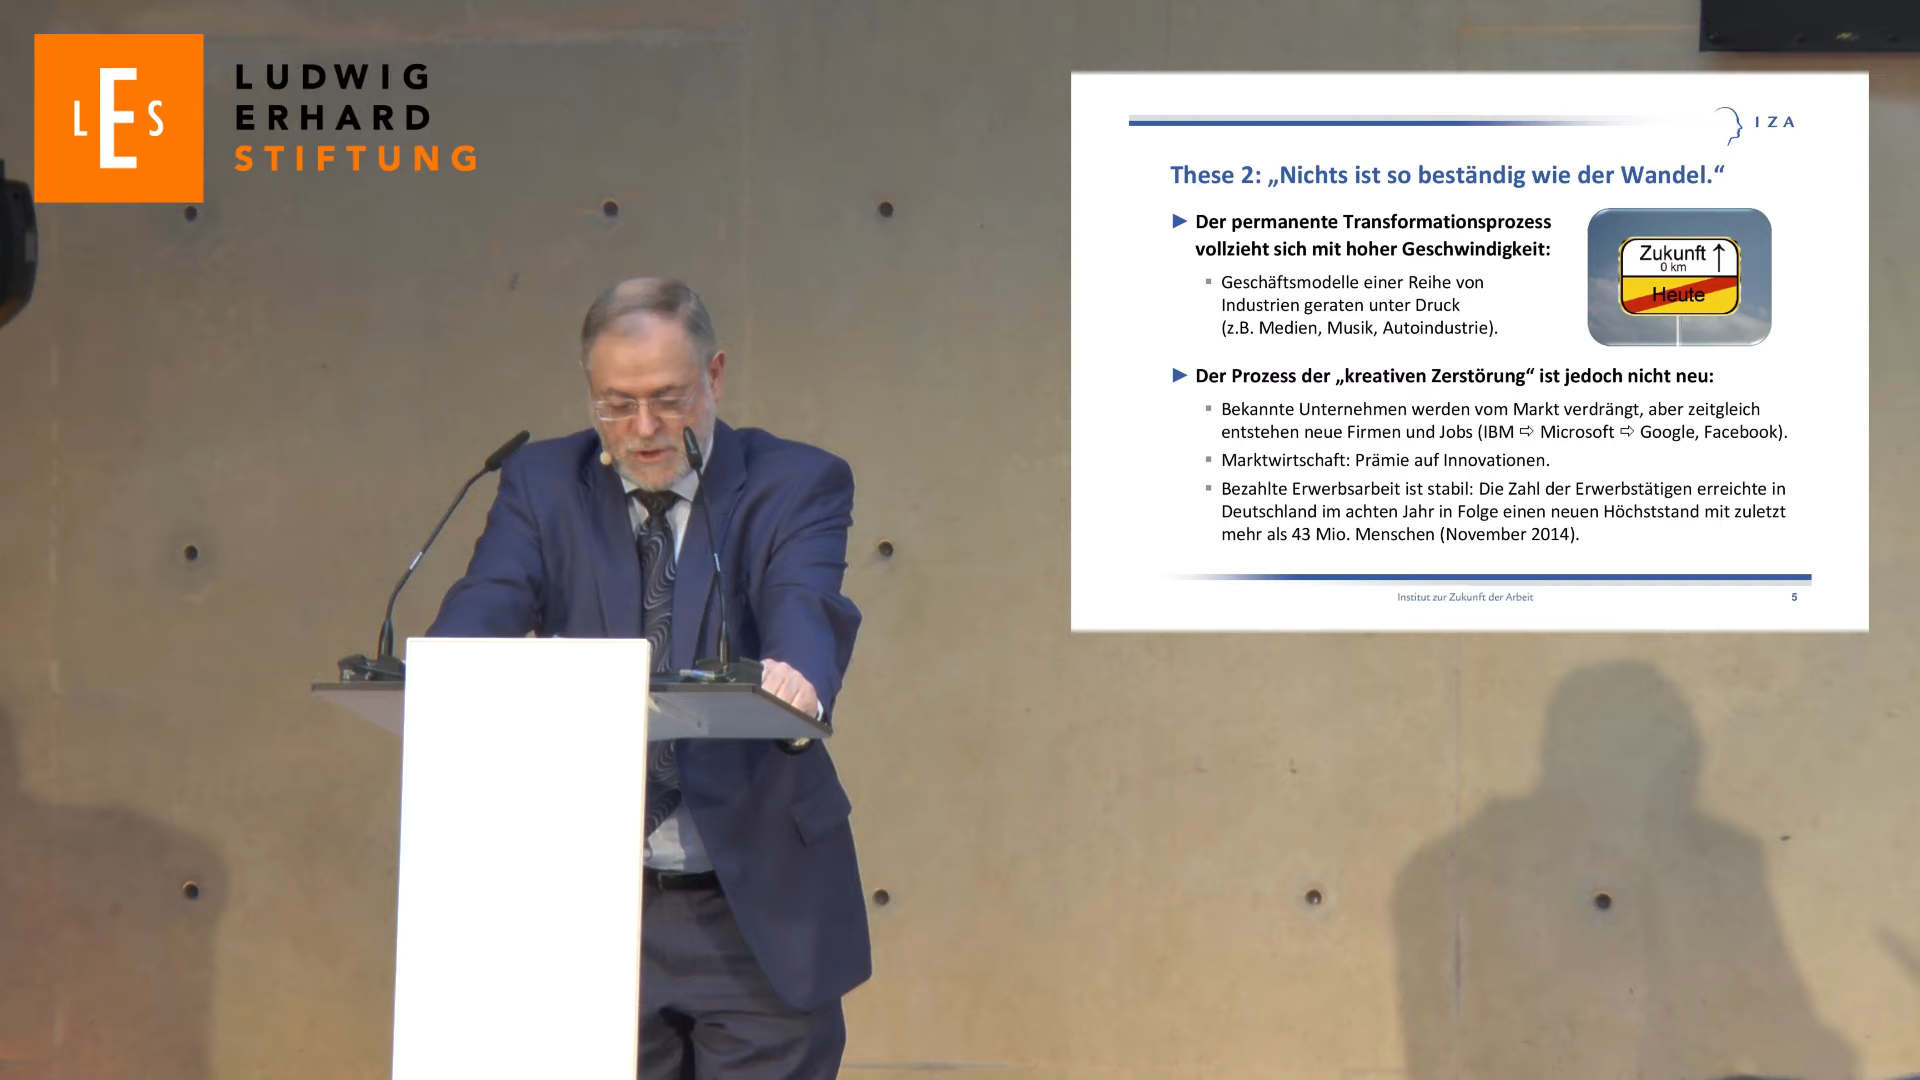 LES
LUDWIG
ERHARD
STIFTUNG
IZA
These 2: „Nichts ist so beständig wie der Wandel.“
► Der permanente Transformationsprozess
vollzieht sich mit hoher Geschwindigkeit:
▪ Geschäftsmodelle einer Reihe von
Industrien geraten unter Druck
(z.B. Medien, Musik, Autoindustrie).
Zukunft ↑
0 km
Heute
► Der Prozess der „kreativen Zerstörung“ ist jedoch nicht neu:
▪ Bekannte Unternehmen werden vom Markt verdrängt, aber zeitgleich
entstehen neue Firmen und Jobs (IBM ⇨ Microsoft ⇨ Google, Facebook).
▪ Marktwirtschaft: Prämie auf Innovationen.
▪ Bezahlte Erwerbsarbeit ist stabil: Die Zahl der Erwerbstätigen erreichte in
Deutschland im achten Jahr in Folge einen neuen Höchststand mit zuletzt
mehr als 43 Mio. Menschen (November 2014).
Institut zur Zukunft der Arbeit
5